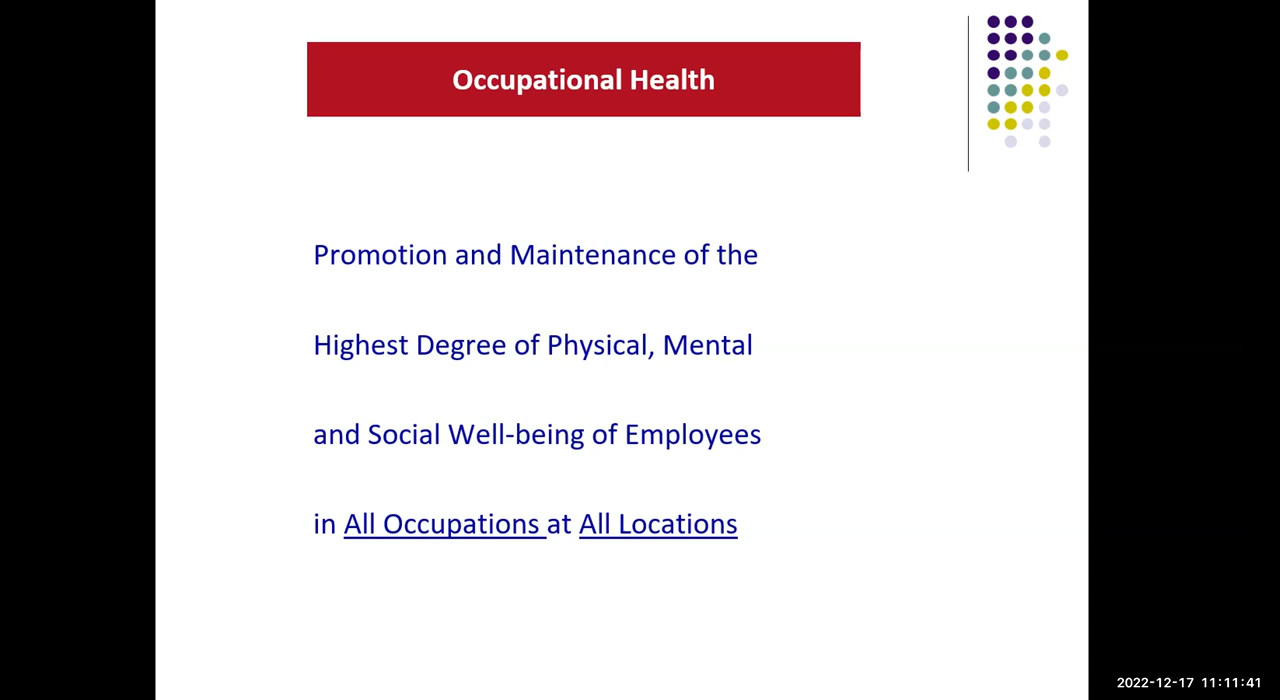 Occupational Health
Promotion and Maintenance of the
Highest Degree of Physical, Mental
and Social Well-being of Employees
in All Occupations at All Locations
2022-12-17 11:11:41